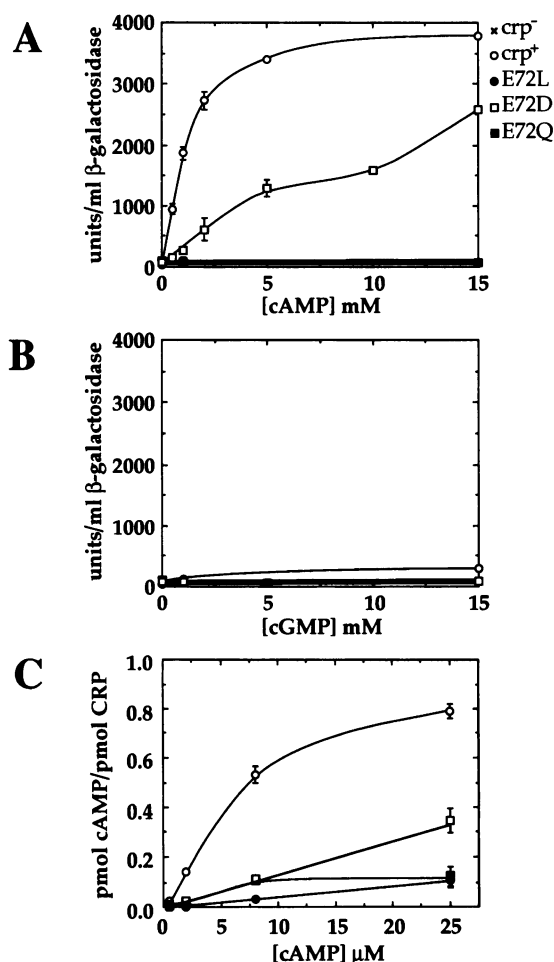 A
units/ml β-galactosidase
4000
3000
2000
1000
0
0 5 10 15
[cAMP] mM
crp⁻
crp⁺
E72L
E72D
E72Q
B
units/ml β-galactosidase
4000
3000
2000
1000
0
0 5 10 15
[cGMP] mM
C
pmol cAMP/pmol CRP
1.0
0.8
0.6
0.4
0.2
0
0 5 10 15 20 25
[cAMP] μM